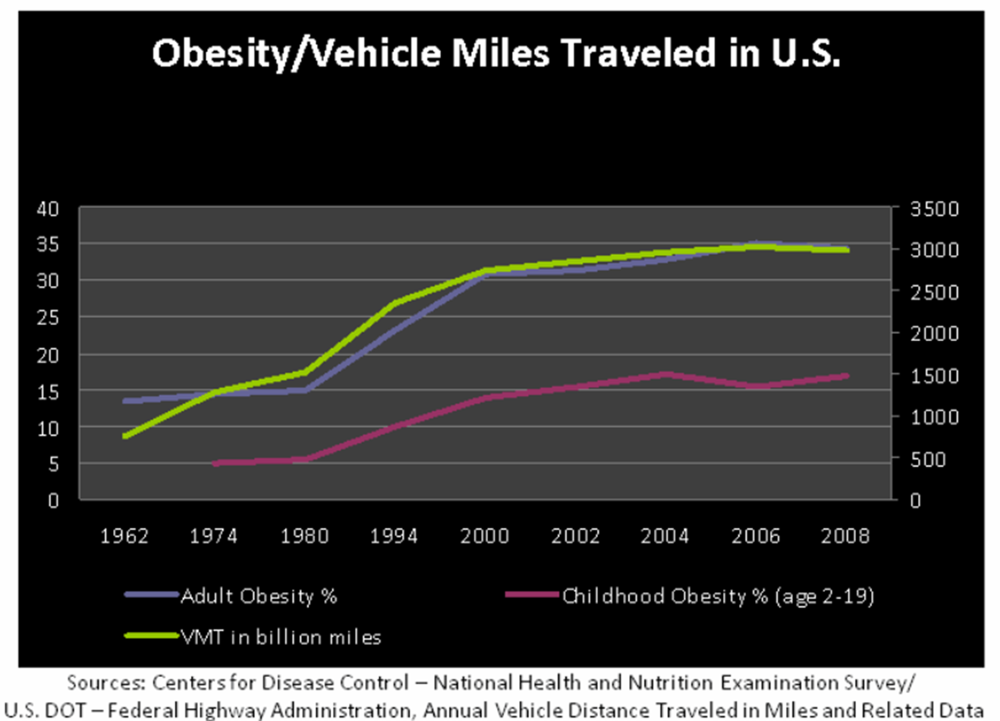 Obesity/Vehicle Miles Traveled in U.S.
40
35
30
25
20
15
10
5
0
3500
3000
2500
2000
1500
1000
500
0
1962 1974 1980 1994 2000 2002 2004 2006 2008
Adult Obesity % Childhood Obesity % (age 2-19)
VMT in billion miles
Sources: Centers for Disease Control – National Health and Nutrition Examination Survey/
U.S. DOT – Federal Highway Administration, Annual Vehicle Distance Traveled in Miles and Related Data